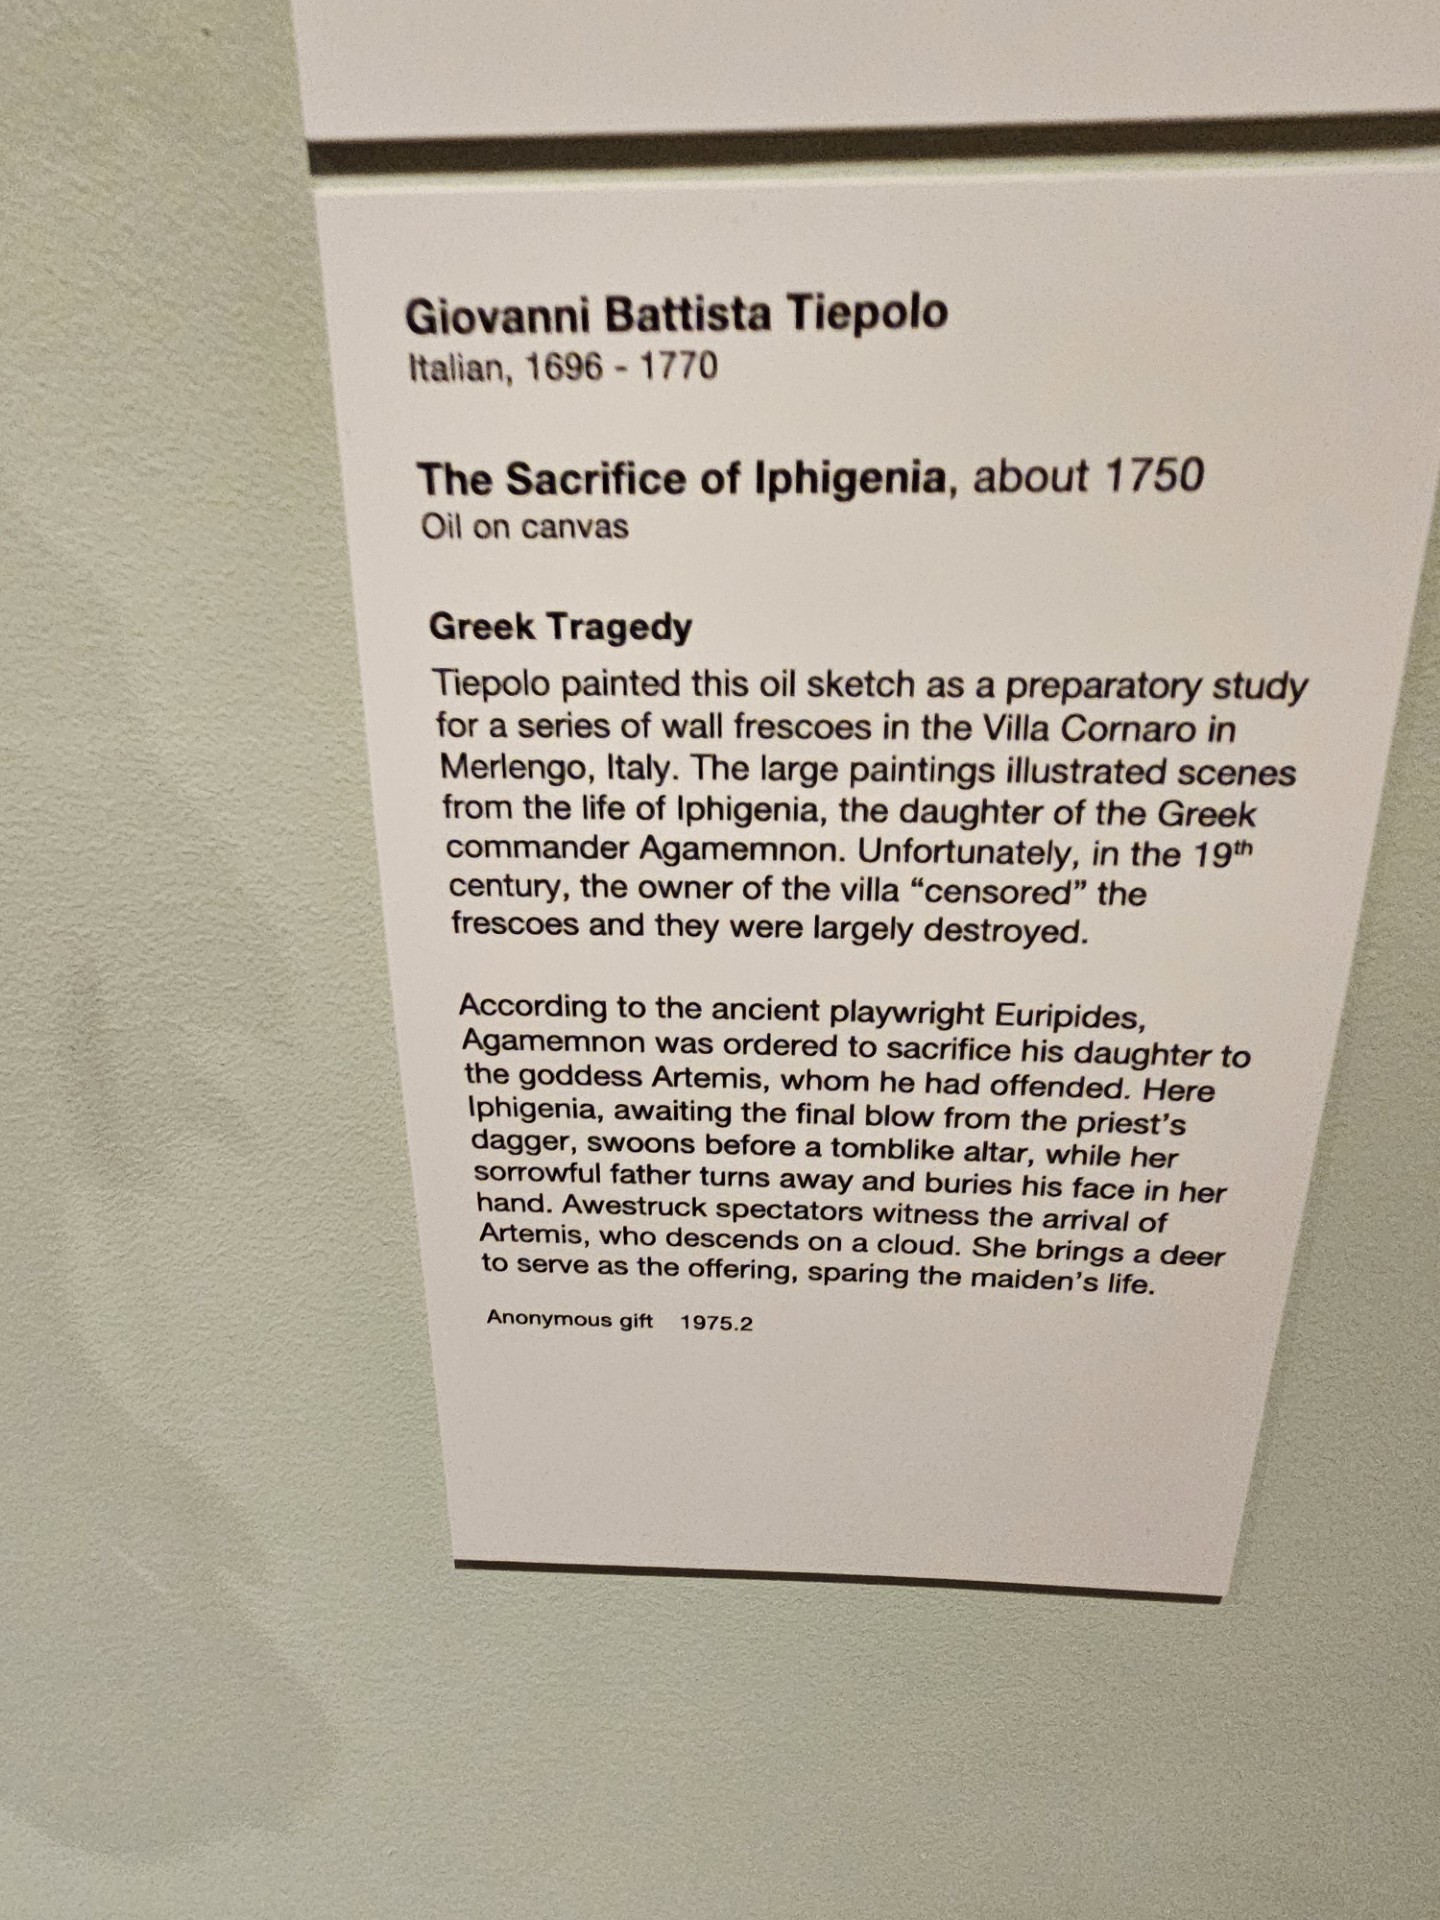 Giovanni Battista Tiepolo
Italian, 1696 - 1770
The Sacrifice of Iphigenia, about 1750
Oil on canvas
Greek Tragedy
Tiepolo painted this oil sketch as a preparatory study
for a series of wall frescoes in the Villa Cornaro in
Merlengo, Italy. The large paintings illustrated scenes
from the life of Iphigenia, the daughter of the Greek
commander Agamemnon. Unfortunately, in the 19th
century, the owner of the villa “censored” the
frescoes and they were largely destroyed.
According to the ancient playwright Euripides,
Agamemnon was ordered to sacrifice his daughter to
the goddess Artemis, whom he had offended. Here
Iphigenia, awaiting the final blow from the priest’s
dagger, swoons before a tomblike altar, while her
sorrowful father turns away and buries his face in her
hand. Awestruck spectators witness the arrival of
Artemis, who descends on a cloud. She brings a deer
to serve as the offering, sparing the maiden’s life.
Anonymous gift 1975.2